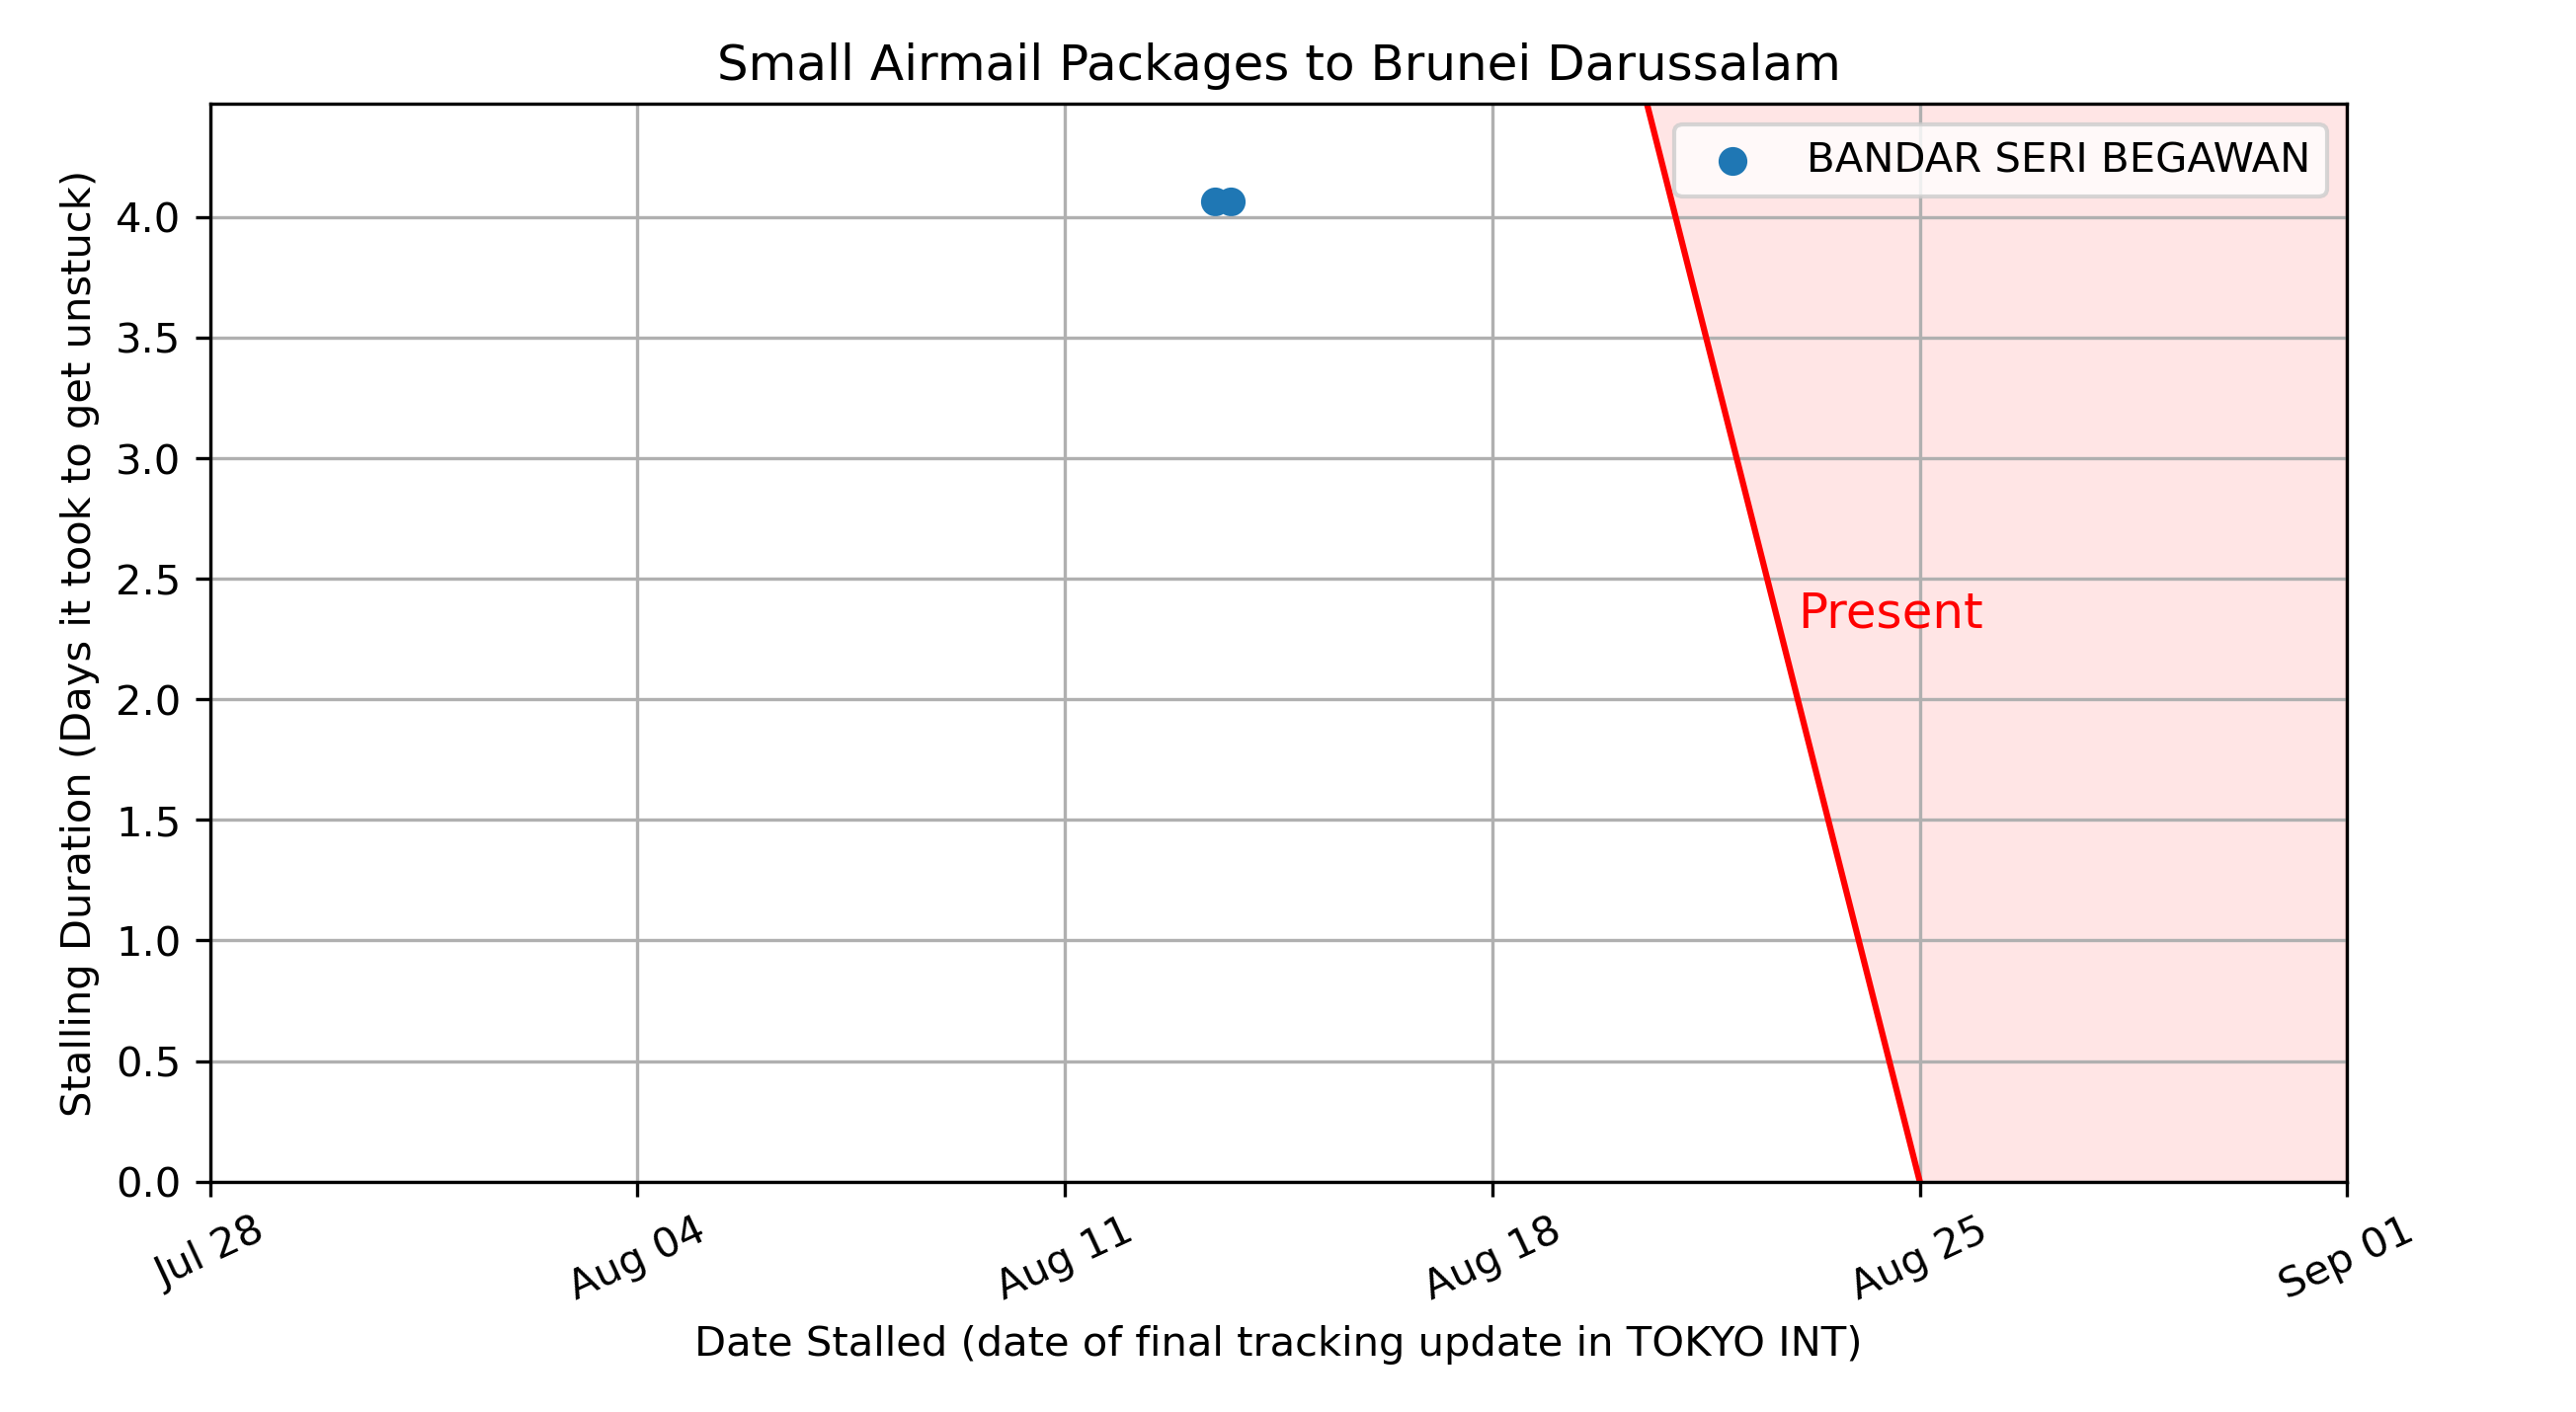 Small Airmail Packages to Brunei Darussalam
BANDAR SERI BEGAWAN
Stalling Duration (Days it took to get unstuck)
4.0
3.5
3.0
2.5
2.0
1.5
1.0
0.5
0.0
Present
Jul 28
Aug 04
Aug 11
Aug 18
Aug 25
Sep 01
Date Stalled (date of final tracking update in TOKYO INT)